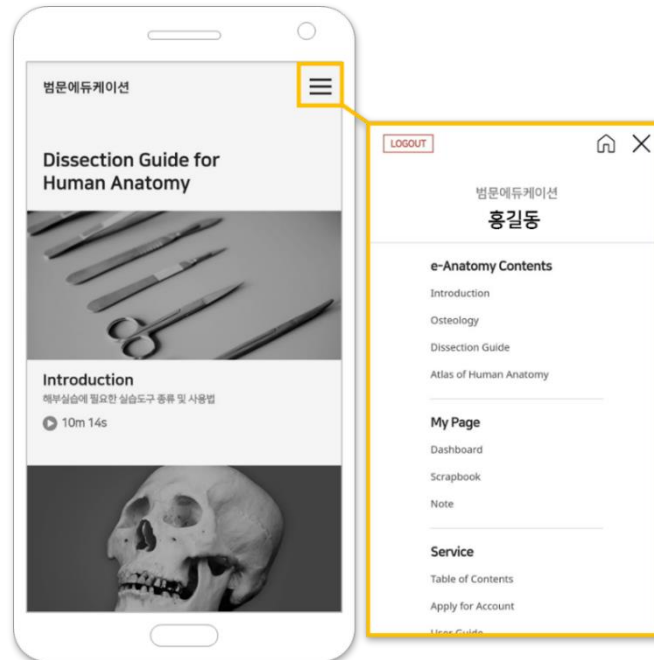 범문에듀케이션
Dissection Guide for
Human Anatomy
Introduction
해부실습에 필요한 실습도구 종류 및 사용법
10m 14s
LOGOUT
범문에듀케이션
홍길동
e-Anatomy Contents
Introduction
Osteology
Dissection Guide
Atlas of Human Anatomy
My Page
Dashboard
Scrapbook
Note
Service
Table of Contents
Apply for Account
User Guide